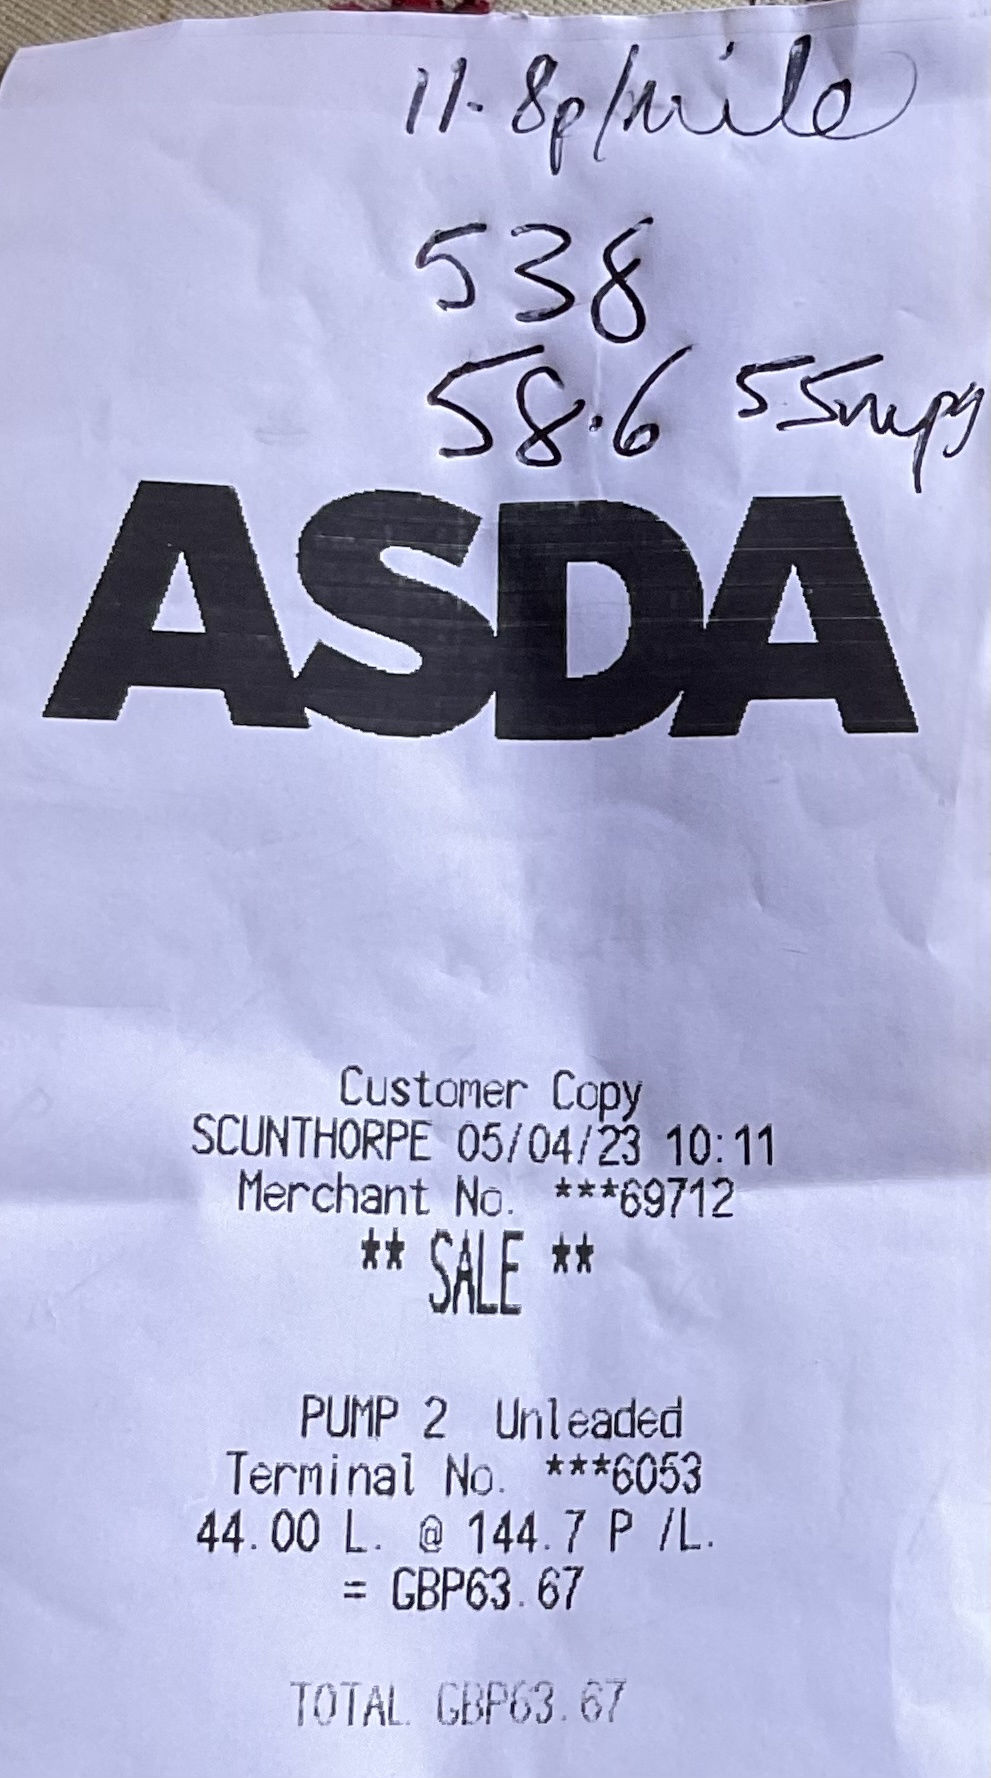 11.8p/mile
538
58.6 55mpg
ASDA
Customer Copy
SCUNTHORPE 05/04/23 10:11
Merchant No. ***69712
** SALE **
PUMP 2 Unleaded
Terminal No. ***6053
44.00 L. @ 144.7 P /L.
= GBP63.67
TOTAL GBP63.67